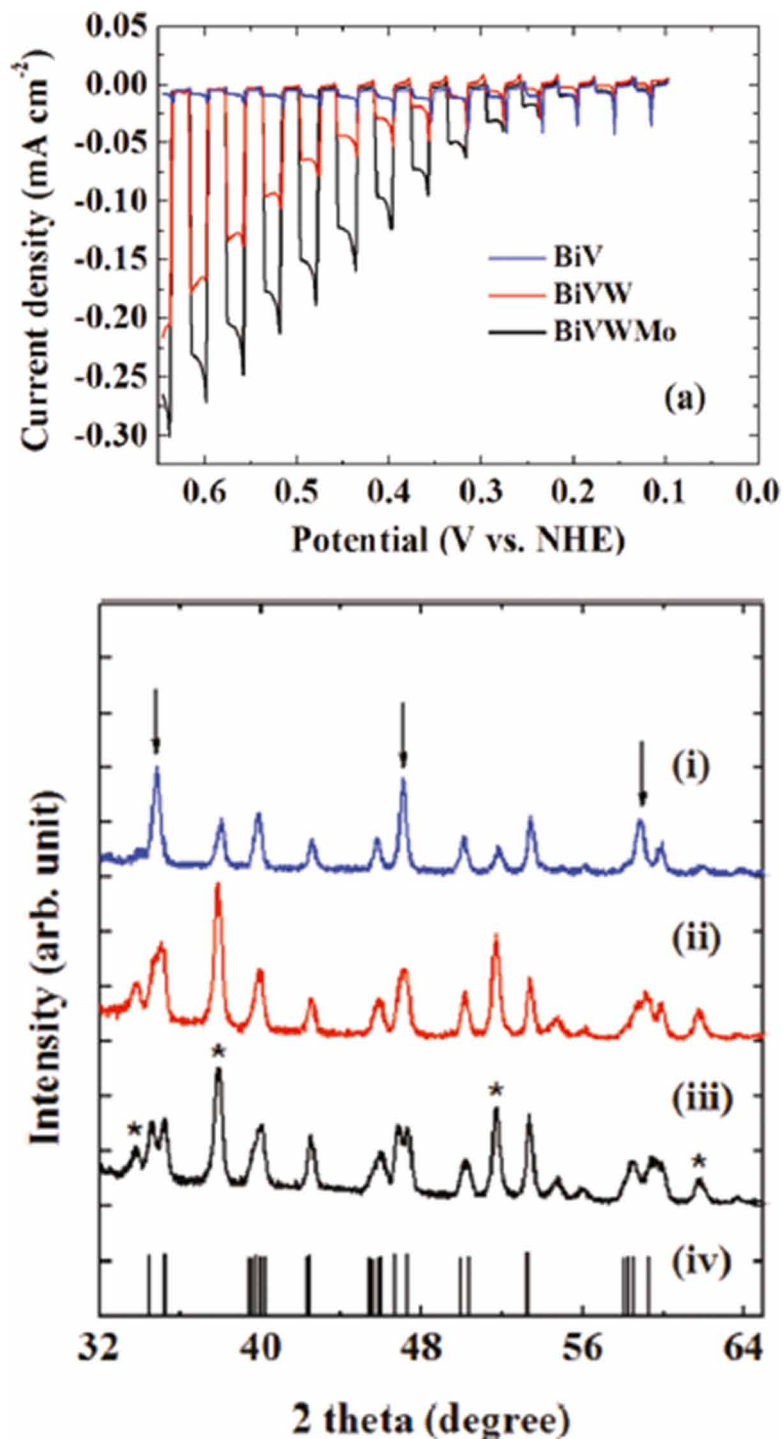 0.05
0.00
-0.05
-0.10
-0.15
-0.20
-0.25
-0.30
Current density (mA cm-2)
BiV
BiVW
BiVWMo
(a)
0.6 0.5 0.4 0.3 0.2 0.1 0.0
Potential (V vs. NHE)
Intensity (arb. unit)
(i)
(ii)
* * (iii)
* *
(iv)
32 40 48 56 64
2 theta (degree)